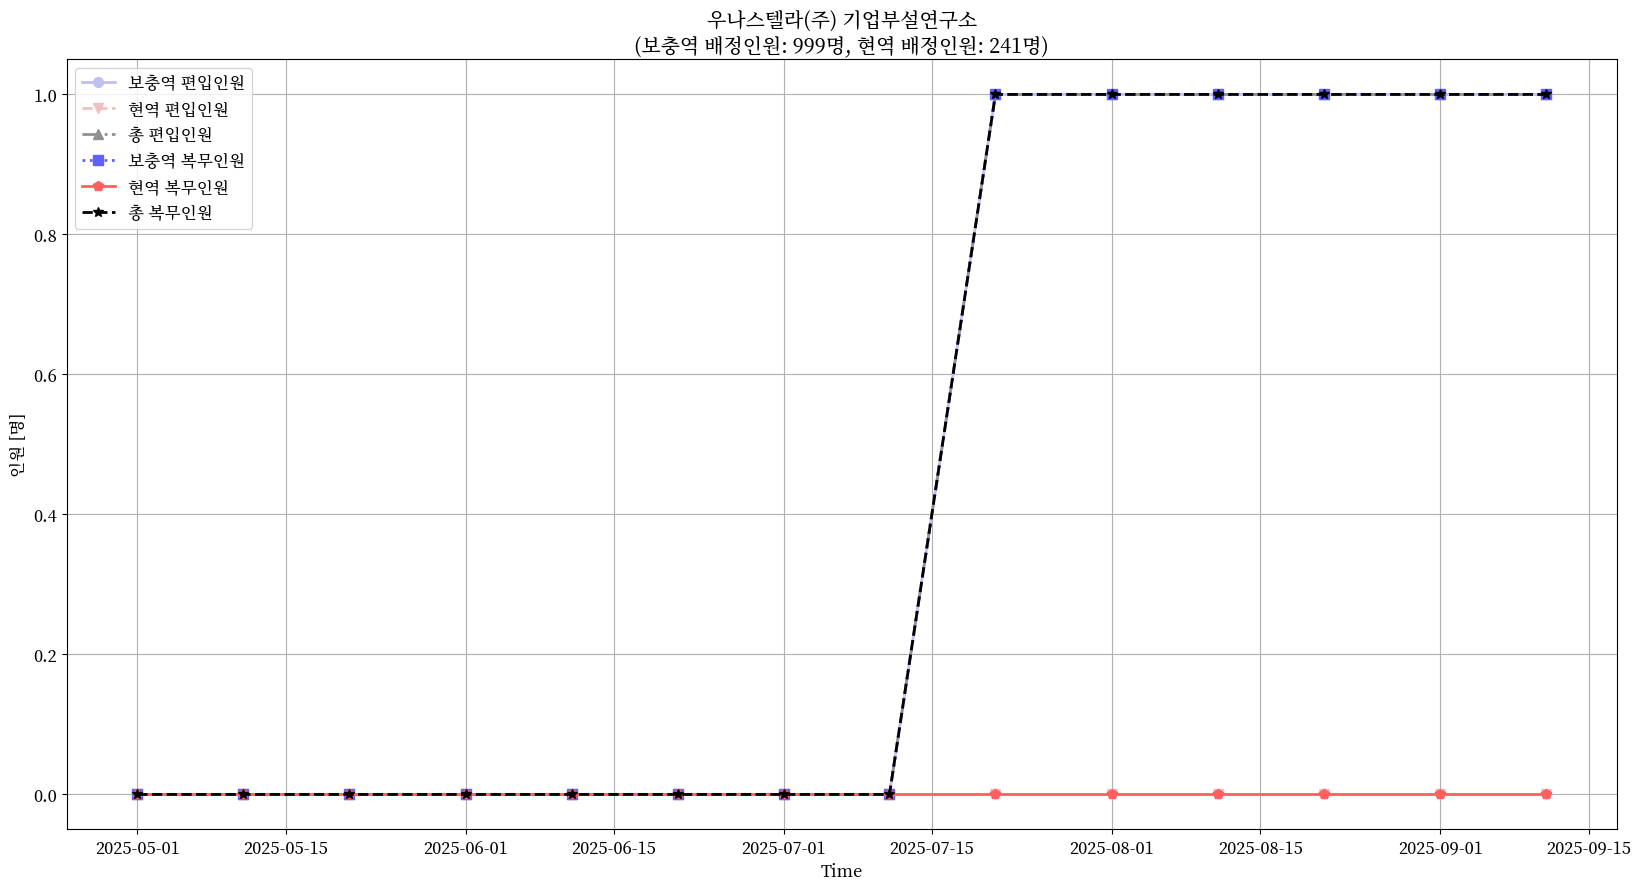 우나스텔라(주) 기업부설연구소
(보충역 배정인원: 999명, 현역 배정인원: 241명)
보충역 편입인원
현역 편입인원
총 편입인원
보충역 복무인원
현역 복무인원
총 복무인원
1.0
0.8
0.6
0.4
0.2
0.0
인원 [명]
2025-05-01 2025-05-15 2025-06-01 2025-06-15 2025-07-01 2025-07-15 2025-08-01 2025-08-15 2025-09-01 2025-09-15
Time